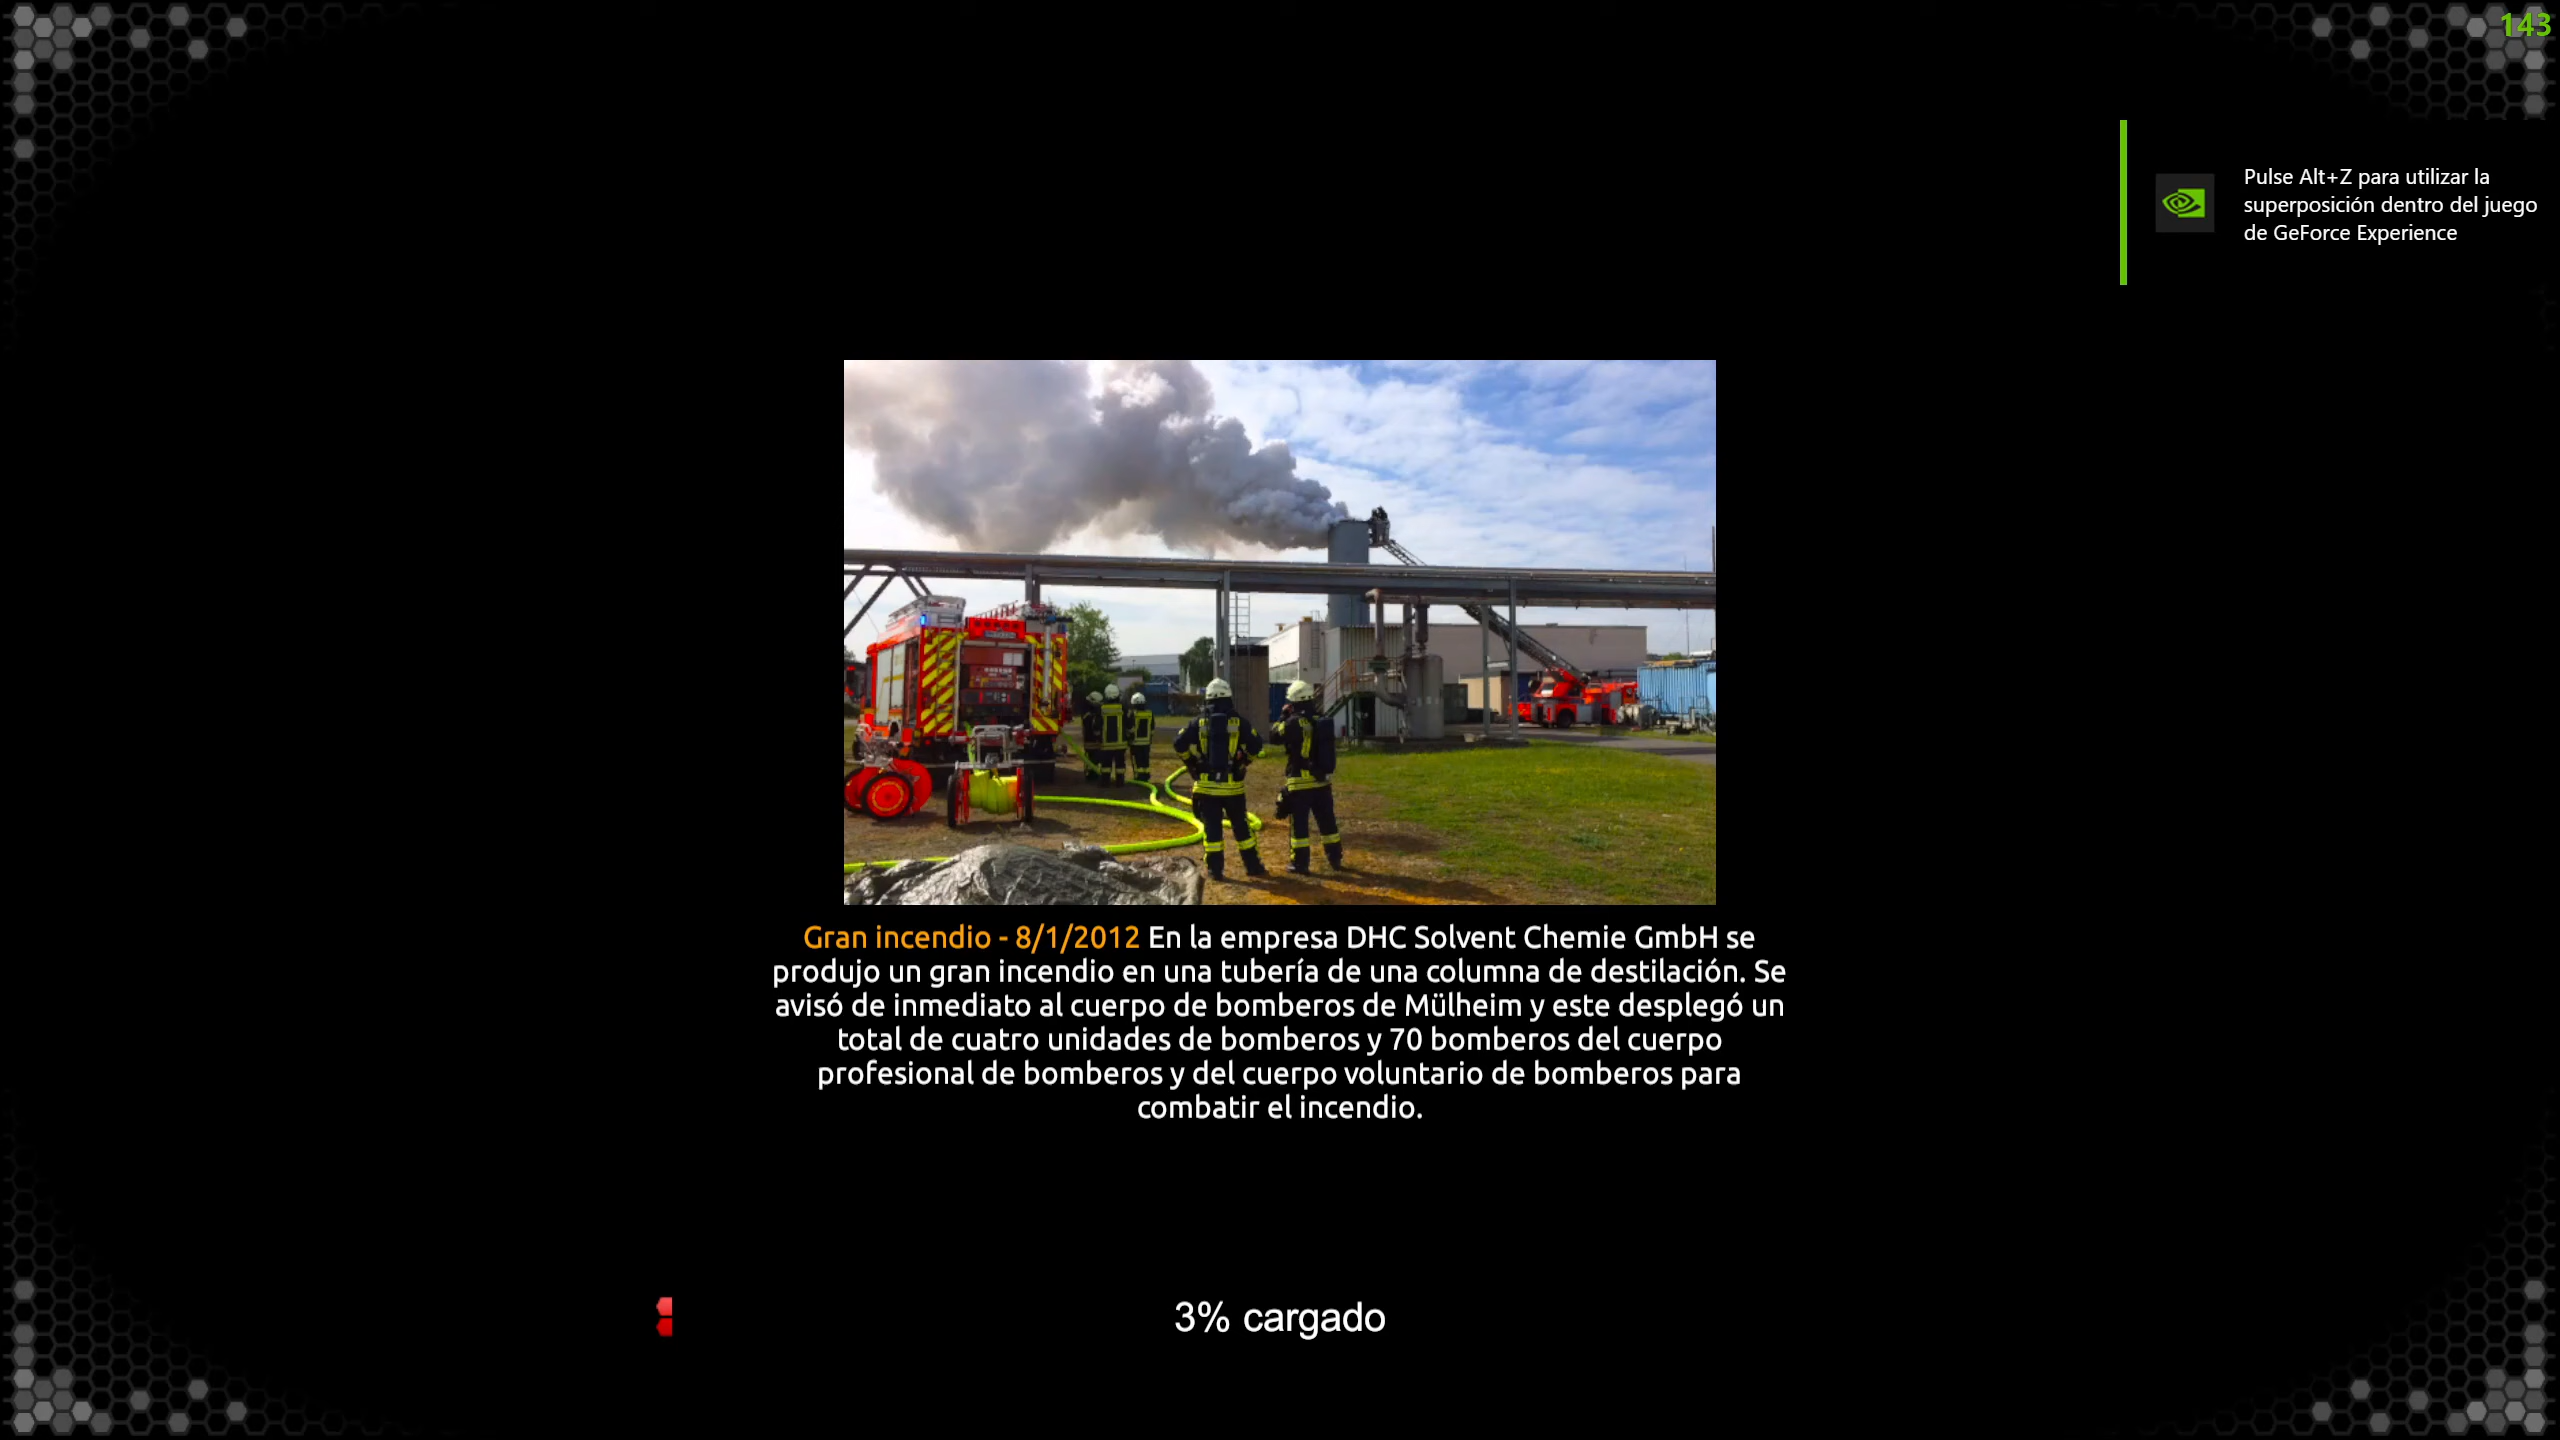 143
Pulse Alt+Z para utilizar la
superposición dentro del juego
de GeForce Experience
Gran incendio - 8/1/2012 En la empresa DHC Solvent Chemie GmbH se
produjo un gran incendio en una tubería de una columna de destilación. Se
avisó de inmediato al cuerpo de bomberos de Mülheim y este desplegó un
total de cuatro unidades de bomberos y 70 bomberos del cuerpo
profesional de bomberos y del cuerpo voluntario de bomberos para
combatir el incendio.
3% cargado